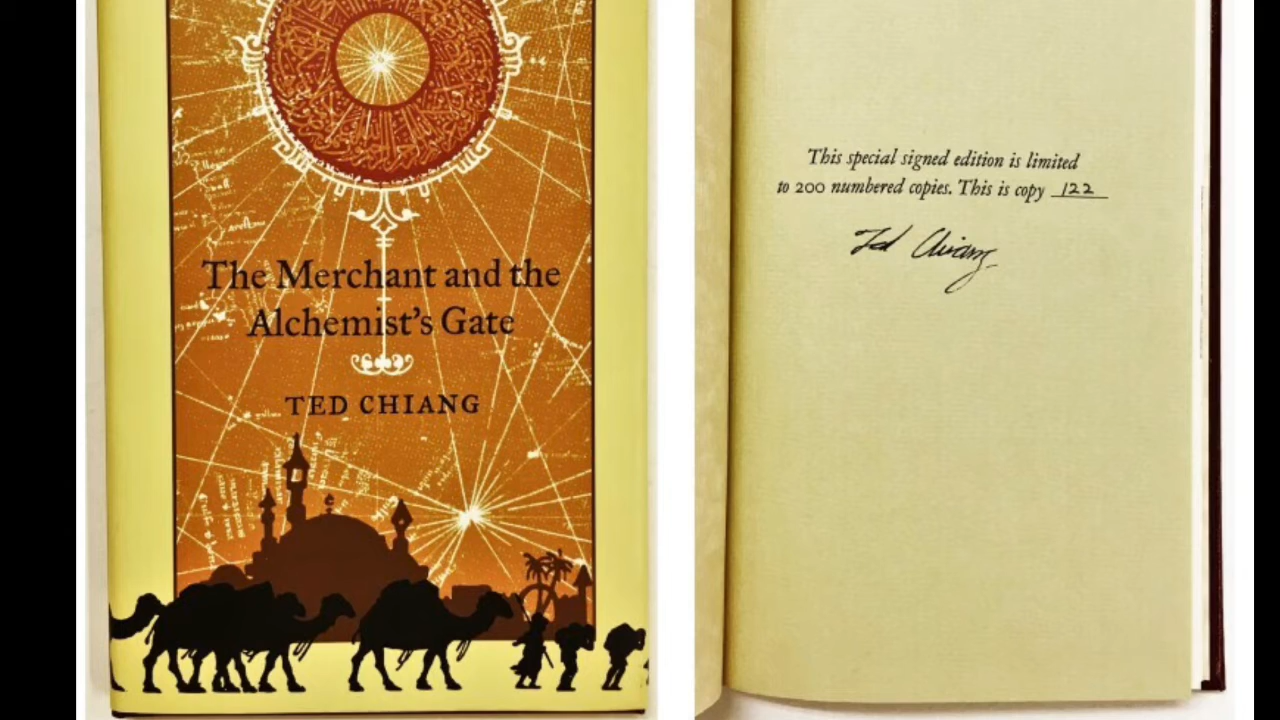 The Merchant and the
Alchemist's Gate
TED CHIANG
This special signed edition is limited
to 200 numbered copies. This is copy 122
Ted Chiang